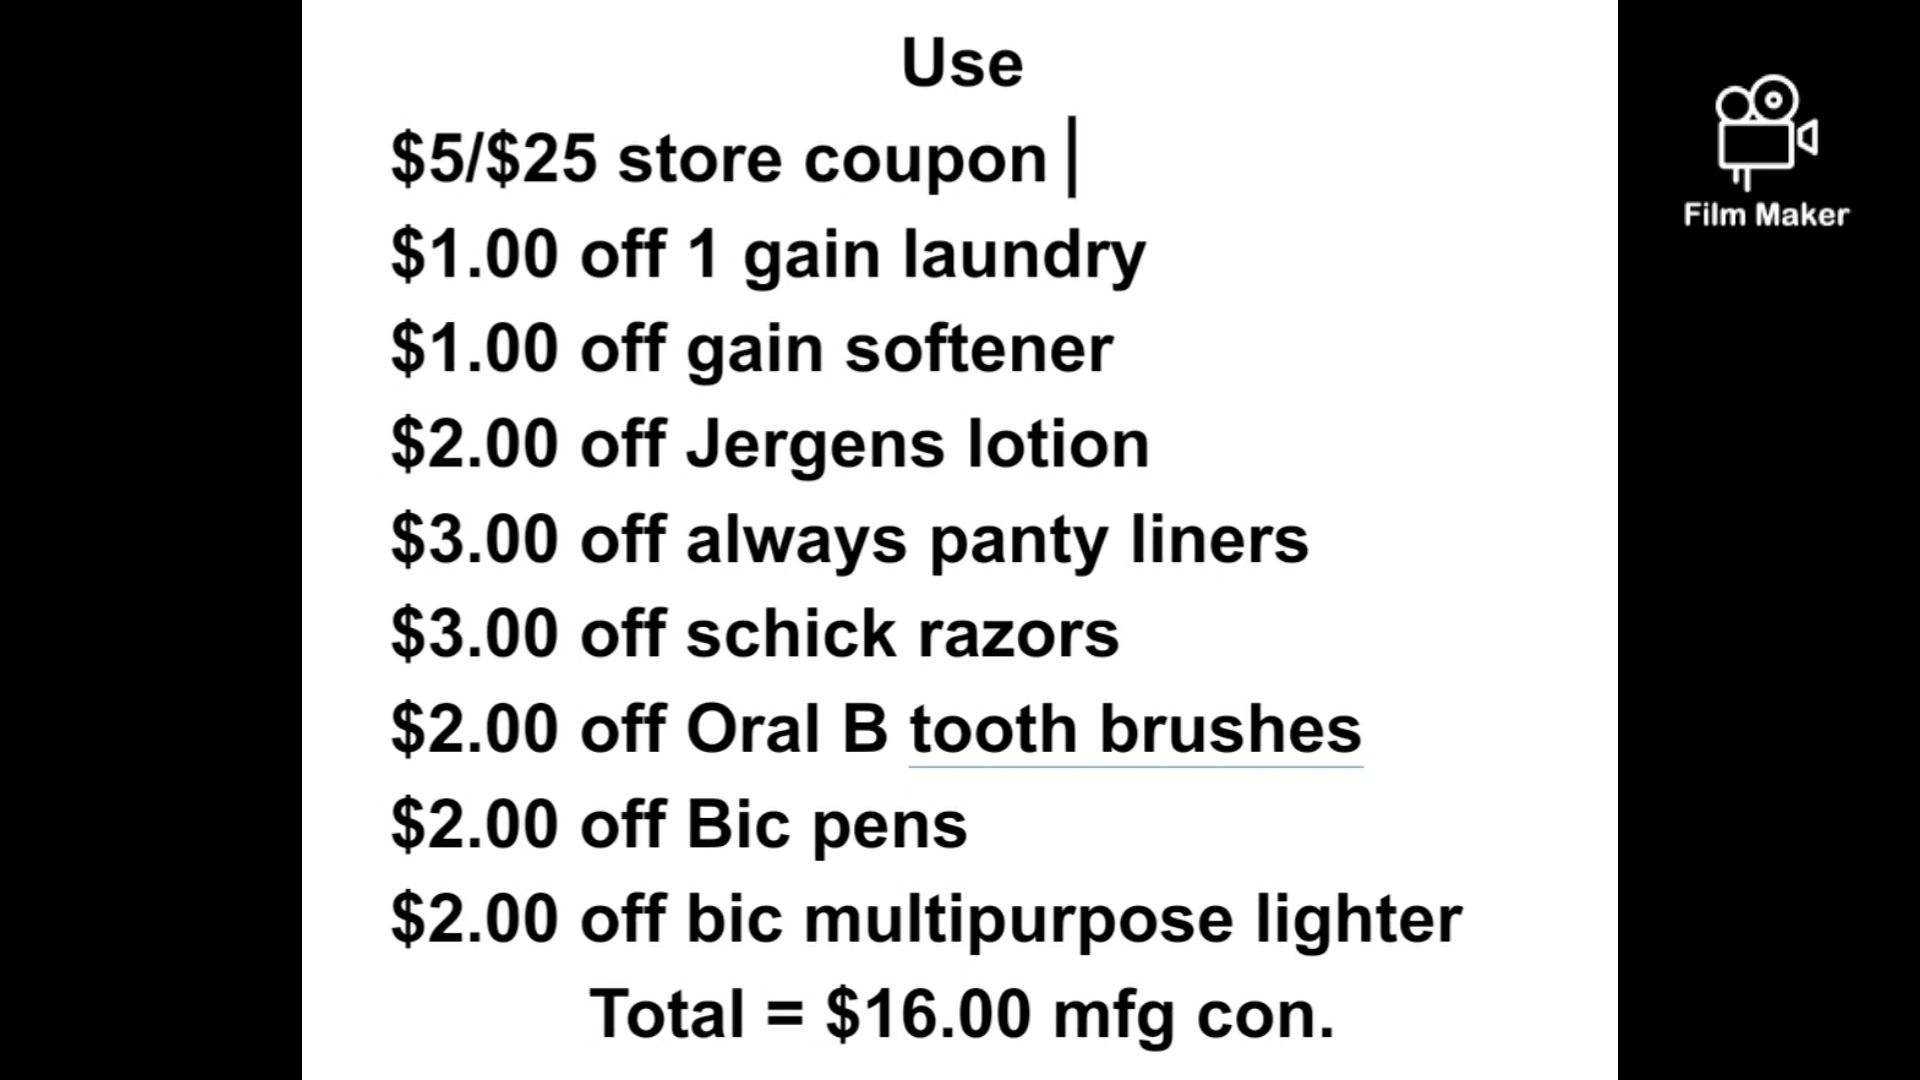 Use
$5/$25 store coupon
$1.00 off 1 gain laundry
$1.00 off gain softener
$2.00 off Jergens lotion
$3.00 off always panty liners
$3.00 off schick razors
$2.00 off Oral B tooth brushes
$2.00 off Bic pens
$2.00 off bic multipurpose lighter
Total = $16.00 mfg con.
Film Maker